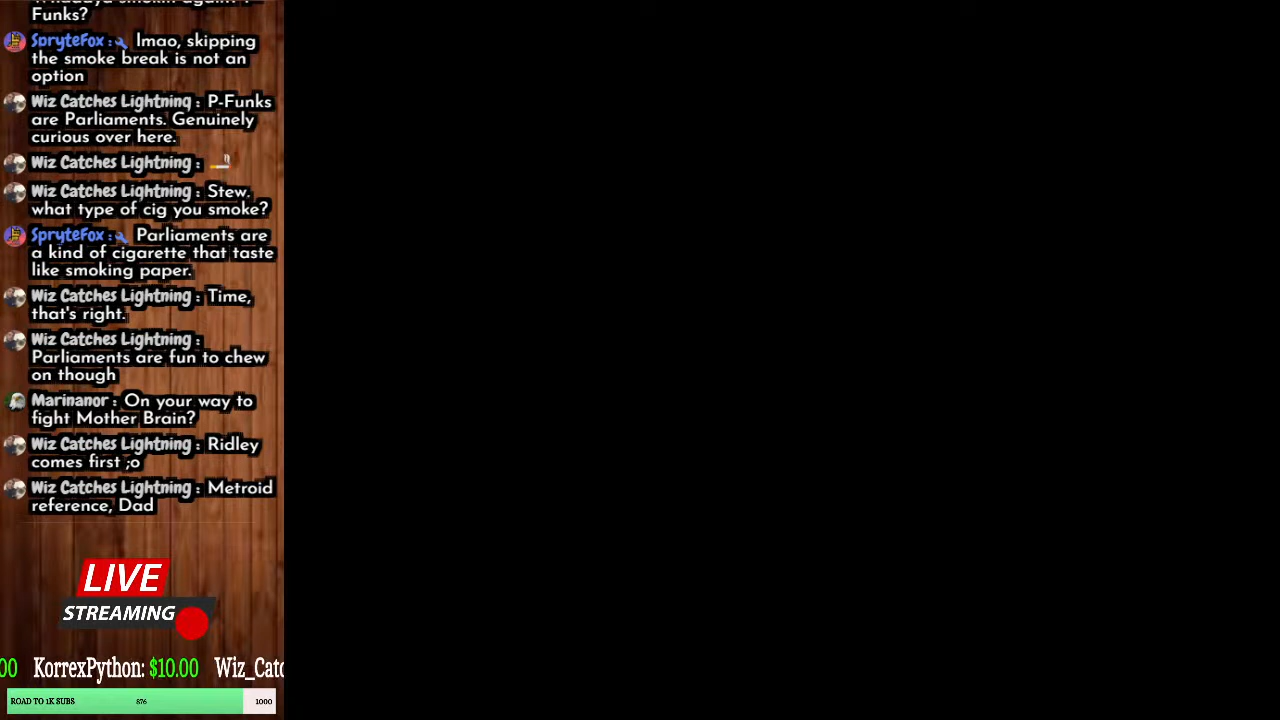 Funks?
SpryteFox : lmao, skipping
the smoke break is not an
option
Wiz Catches Lightning : P-Funks
are Parliaments. Genuinely
curious over here.
Wiz Catches Lightning :
Wiz Catches Lightning : Stew.
what type of cig you smoke?
SpryteFox : Parliaments are
a kind of cigarette that taste
like smoking paper.
Wiz Catches Lightning : Time,
that's right.
Wiz Catches Lightning :
Parliaments are fun to chew
on though
Marinanor : On your way to
fight Mother Brain?
Wiz Catches Lightning : Ridley
comes first ;o
Wiz Catches Lightning : Metroid
reference, Dad
LIVE
STREAMING
00 KorrexPython: $10.00 Wiz_Catc
ROAD TO 1K SUBS 876 1000